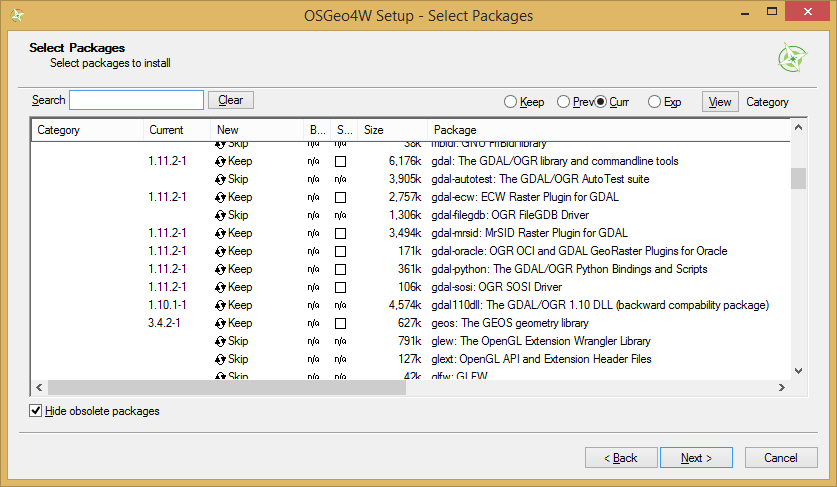 OSGeo4W Setup - Select Packages
Select Packages
Select packages to install
Search Clear Keep Prev Curr Exp View Category
Category Current New B... S... Size Package
Skip n/a n/a 38k fribidi: GNU FriBidi library
1.11.2-1 Keep n/a 6,176k gdal: The GDAL/OGR library and commandline tools
Skip n/a n/a 3,905k gdal-autotest: The GDAL/OGR AutoTest suite
1.11.2-1 Keep n/a 2,757k gdal-ecw: ECW Raster Plugin for GDAL
Skip n/a n/a 1,306k gdal-filegdb: OGR FileGDB Driver
1.11.2-1 Keep n/a 3,494k gdal-mrsid: MrSID Raster Plugin for GDAL
1.11.2-1 Keep n/a 171k gdal-oracle: OGR OCI and GDAL GeoRaster Plugins for Oracle
1.11.2-1 Keep n/a 361k gdal-python: The GDAL/OGR Python Bindings and Scripts
1.11.2-1 Keep n/a 106k gdal-sosi: OGR SOSI Driver
1.10.1-1 Keep n/a n/a 4,574k gdal110dll: The GDAL/OGR 1.10 DLL (backward compability package)
3.4.2-1 Keep n/a 627k geos: The GEOS geometry library
Skip n/a n/a 791k glew: The OpenGL Extension Wrangler Library
Skip n/a n/a 127k glext: OpenGL API and Extension Header Files
Skip n/a n/a 42k glfw: GLFW
Hide obsolete packages
< Back Next > Cancel